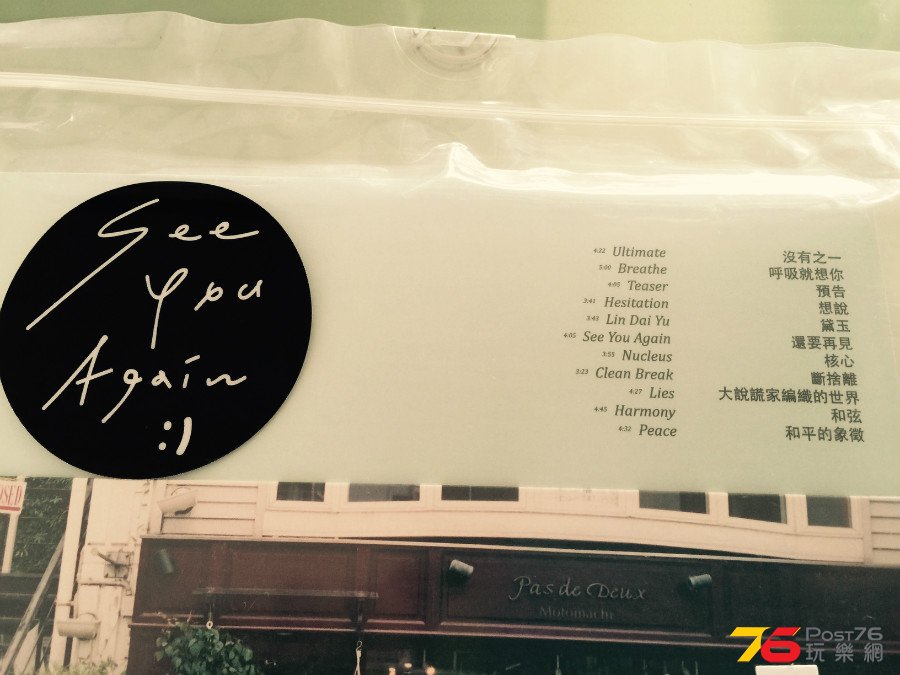 See
You
Again
:)
4:22 Ultimate 沒有之一
5:00 Breathe 呼吸就想你
4:05 Teaser 預告
3:41 Hesitation 想說
3:43 Lin Dai Yu 黛玉
4:05 See You Again 還要再見
3:55 Nucleus 核心
3:23 Clean Break 斷捨離
4:27 Lies 大說謊家編織的世界
4:45 Harmony 和弦
4:32 Peace 和平的象徵
Pas de Deux
Motomachi
76 Post76
玩樂網